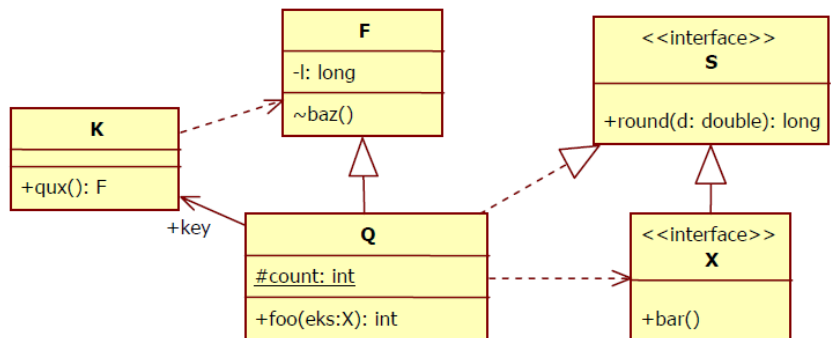 F
-l: long
~baz()
<<interface>>
S
+round(d: double): long
K
+qux(): F
+key
Q
#count: int
+foo(eks:X): int
<<interface>>
X
+bar()